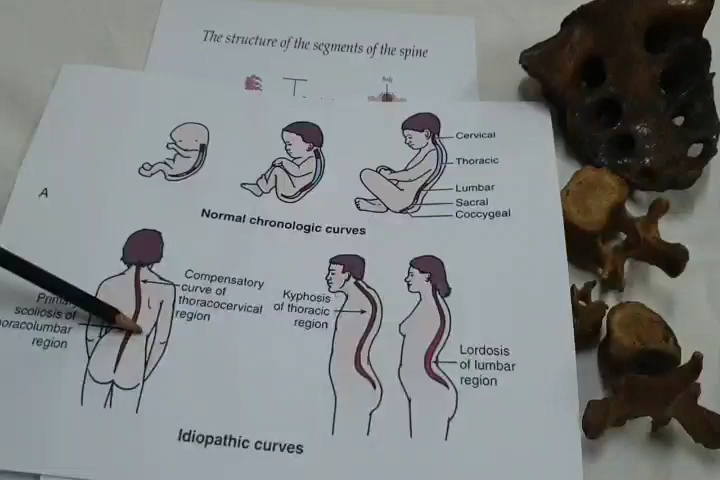 The structure of the segments of the spine
Cervical
Thoracic
Lumbar
Sacral
Coccygeal
A
Normal chronologic curves
Compensatory
curve of
thoracocervical
region
scoliosis of
thoracolumbar
region
Kyphosis
of thoracic
region
Lordosis
of lumbar
region
Idiopathic curves